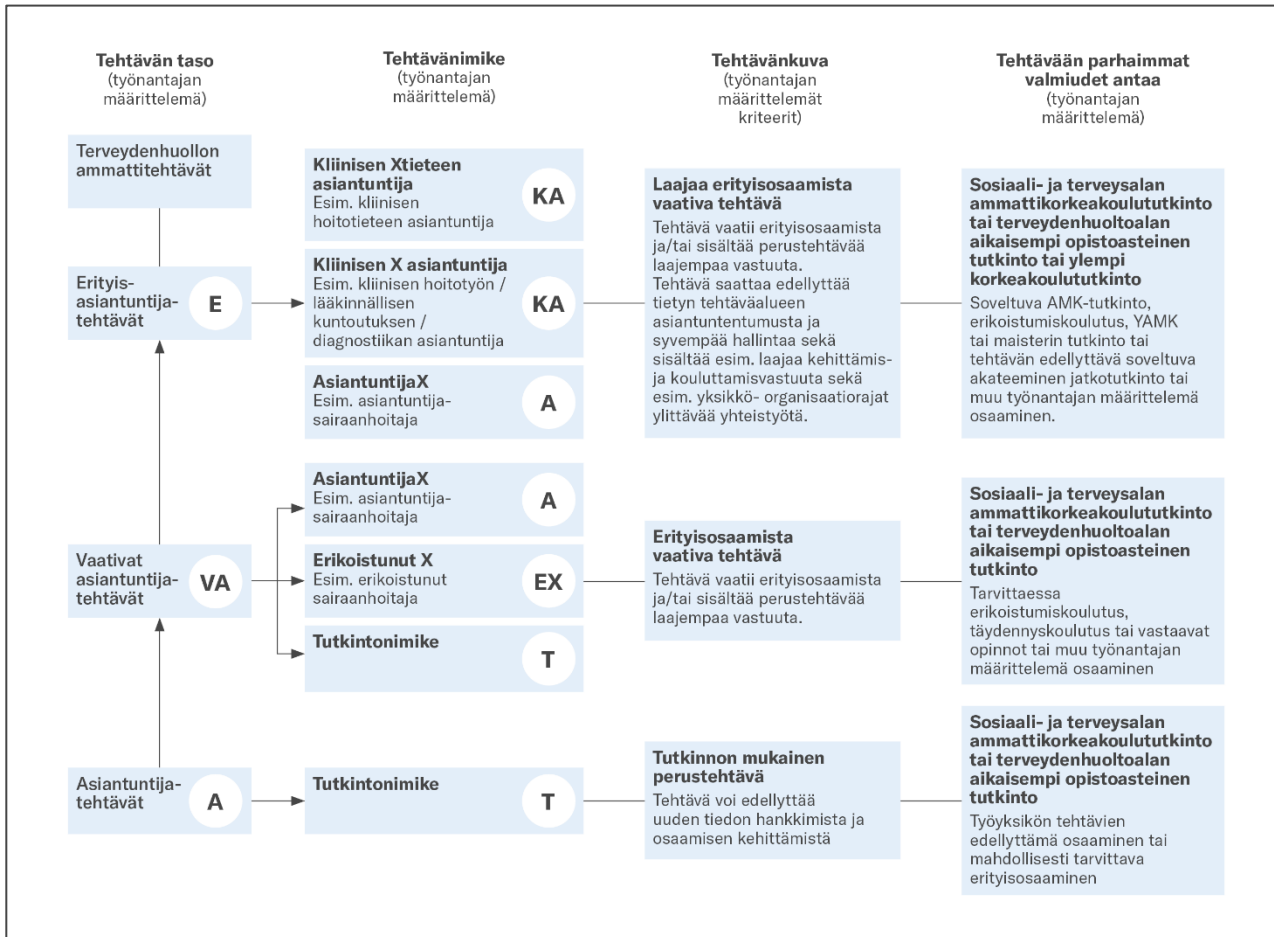 Tehtävän taso
(työnantajan
määrittelemä)
Tehtävänimike
(työnantajan
määrittelemä)
Tehtävänkuva
(työnantajan
määrittelemät
kriteerit)
Tehtävään parhaimmat
valmiudet antaa
(työnantajan
määrittelemä)
Terveydenhuollon
ammattitehtävät
Erityis-
asiantuntija-
tehtävät
E
Kliinisen Xtieteen
asiantuntija
Esim. kliinisen
hoitotieteen asiantuntija
KA
Kliinisen X asiantuntija
Esim. kliinisen hoitotyön /
lääkinnällisen
kuntoutuksen /
diagnostiikan asiantuntija
KA
AsiantuntijaX
Esim. asiantuntija-
sairaanhoitaja
A
Laajaa erityisosaamista
vaativa tehtävä
Tehtävä vaatii erityisosaamista
ja/tai sisältää perustehtävää
laajempaa vastuuta.
Tehtävä saattaa edellyttää
tietyn tehtäväalueen
asiantuntentumusta ja
syvempää hallintaa sekä
sisältää esim. laajaa kehittämis-
ja kouluttamisvastuuta sekä
esim. yksikkö- organisaatiorajat
ylittävää yhteistyötä.
Sosiaali- ja terveysalan
ammattikorkeakoulututkinto
tai terveydenhuoltoalan
aikaisempi opistoasteinen
tutkinto tai ylempi
korkeakoulututkinto
Soveltuva AMK-tutkinto,
erikoistumiskoulutus, YAMK
tai maisterin tutkinto tai
tehtävän edellyttävä soveltuva
akateeminen jatkotutkinto tai
muu työnantajan määrittelemä
osaaminen.
Vaativat
asiantuntija-
tehtävät
VA
AsiantuntijaX
Esim. asiantuntija-
sairaanhoitaja
A
Erikoistunut X
Esim. erikoistunut
sairaanhoitaja
EX
Tutkintonimike
T
Erityisosaamista
vaativa tehtävä
Tehtävä vaatii erityisosaamista
ja/tai sisältää perustehtävää
laajempaa vastuuta.
Sosiaali- ja terveysalan
ammattikorkeakoulututkinto
tai terveydenhuoltoalan
aikaisempi opistoasteinen
tutkinto
Tarvittaessa
erikoistumiskoulutus,
täydennyskoulutus tai vastaavat
opinnot tai muu työnantajan
määrittelemä osaaminen
Asiantuntija-
tehtävät
A
Tutkintonimike
T
Tutkinnon mukainen
perustehtävä
Tehtävä voi edellyttää
uuden tiedon hankkimista ja
osaamisen kehittämistä
Sosiaali- ja terveysalan
ammattikorkeakoulututkinto
tai terveydenhuoltoalan
aikaisempi opistoasteinen
tutkinto
Työyksikön tehtävien
edellyttämä osaaminen tai
mahdollisesti tarvittava
erityisosaaminen